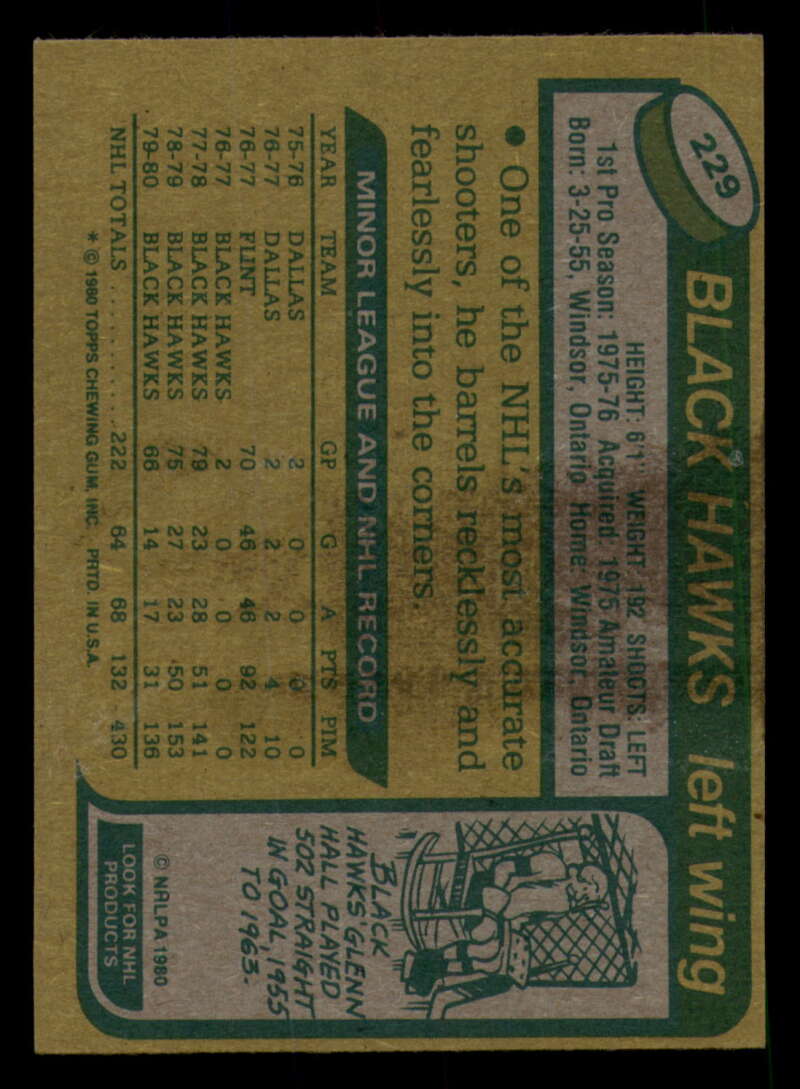 229
BLACK HAWKS left wing
HEIGHT: 6'1" WEIGHT: 192 SHOOTS: LEFT
1st Pro Season: 1975-76 Acquired: 1975 Amateur Draft
Born: 3-25-55, Windsor, Ontario Home: Windsor, Ontario
• One of the NHL's most accurate
shooters, he barrels recklessly and
fearlessly into the corners.
MINOR LEAGUE AND NHL RECORD
YEAR TEAM GP G A PTS PIM
75-76 DALLAS 2 0 0 0 0
76-77 DALLAS 2 2 2 4 10
76-77 FLINT 70 46 46 92 122
76-77 BLACK HAWKS 2 0 0 0 0
77-78 BLACK HAWKS 79 23 28 51 141
78-79 BLACK HAWKS 75 27 23 50 153
79-80 BLACK HAWKS 66 14 17 31 136
NHL TOTALS ........... 222 64 68 132 430
* © 1980 TOPPS CHEWING GUM, INC. PRTD. IN U.S.A.
BLACK
HAWKS' GLENN
HALL PLAYED
502 STRAIGHT
IN GOAL, 1955
TO 1963.
© NHLPA 1980
LOOK FOR NHL
PRODUCTS